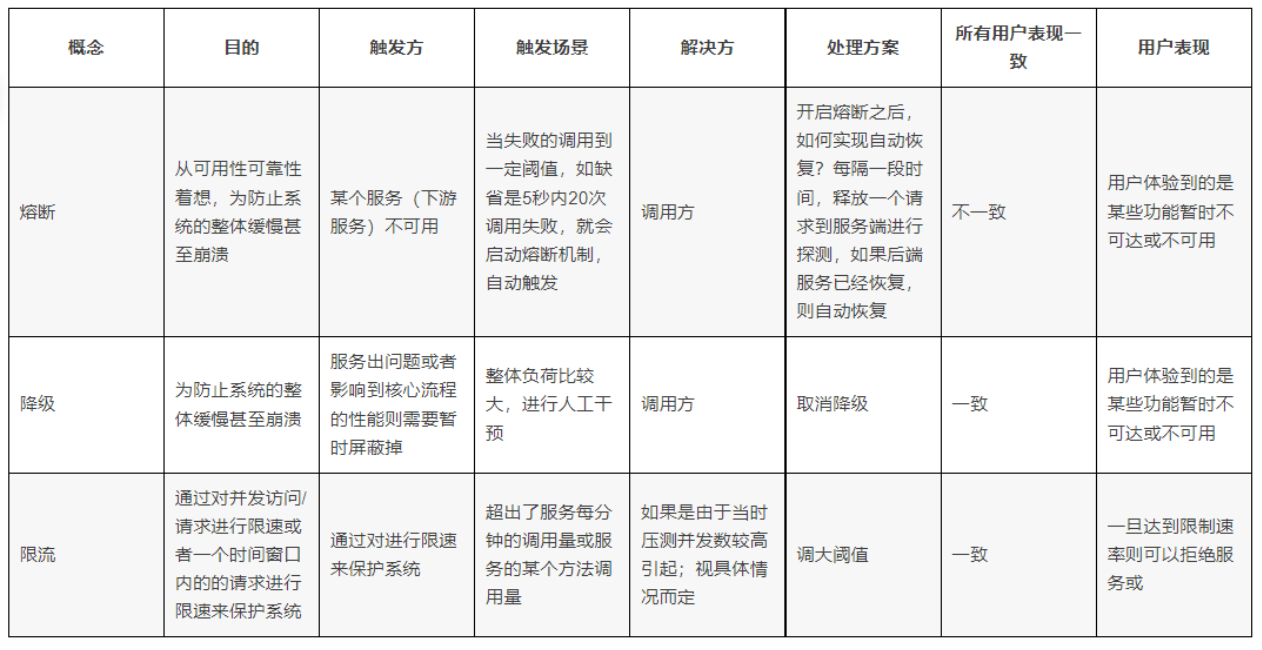 概念
目的
触发方
触发场景
解决方
处理方案
所有用户表现一
致
用户表现
熔断
从可用性可靠性
着想，为防止系
统的整体缓慢甚
至崩溃
某个服务（下游
服务）不可用
当失败的调用到
一定阈值，如缺
省是5秒内20次
调用失败，就会
启动熔断机制，
自动触发
调用方
开启熔断之后，
如何实现自动恢
复？每隔一段时
间，释放一个请
求到服务端进行
探测，如果后端
服务已经恢复，
则自动恢复
不一致
用户体验到的是
某些功能暂时不
可达或不可用
降级
为防止系统的整
体缓慢甚至崩溃
服务出问题或者
影响到核心流程
的性能则需要暂
时屏蔽掉
整体负荷比较
大，进行人工干
预
调用方
取消降级
一致
用户体验到的是
某些功能暂时不
可达或不可用
限流
通过对并发访问/
请求进行限速或
者一个时间窗口
内的的请求进行
限速来保护系统
通过对进行限速
来保护系统
超出了服务每分
钟的调用量或服
务的某个方法调
用量
如果是由于当时
压测并发数较高
引起；视具体情
况而定
调大阈值
一致
一旦达到限制速
率则可以拒绝服
务或